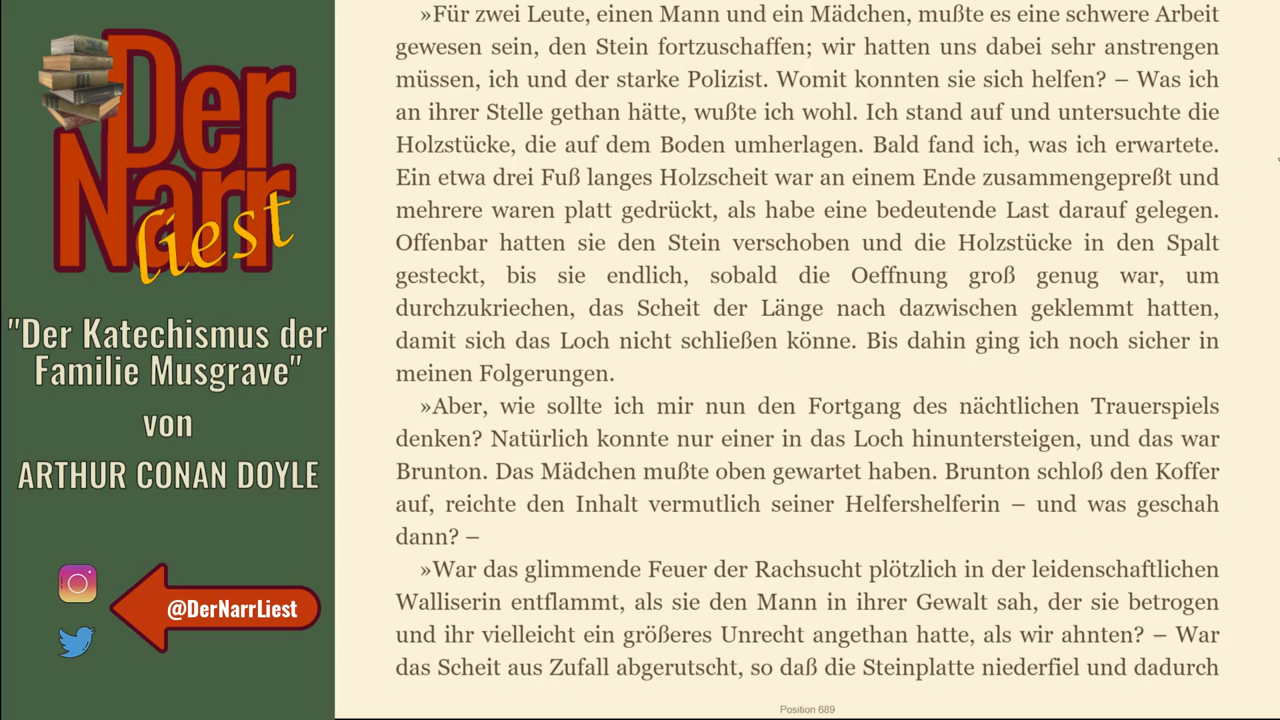 Der
Narr
liest
"Der Katechismus der
Familie Musgrave"
von
ARTHUR CONAN DOYLE
@DerNarrLiest
»Für zwei Leute, einen Mann und ein Mädchen, mußte es eine schwere Arbeit
gewesen sein, den Stein fortzuschaffen; wir hatten uns dabei sehr anstrengen
müssen, ich und der starke Polizist. Womit konnten sie sich helfen? – Was ich
an ihrer Stelle gethan hätte, wußte ich wohl. Ich stand auf und untersuchte die
Holzstücke, die auf dem Boden umherlagen. Bald fand ich, was ich erwartete.
Ein etwa drei Fuß langes Holzscheit war an einem Ende zusammengepreßt und
mehrere waren platt gedrückt, als habe eine bedeutende Last darauf gelegen.
Offenbar hatten sie den Stein verschoben und die Holzstücke in den Spalt
gesteckt, bis sie endlich, sobald die Oeffnung groß genug war, um
durchzukriechen, das Scheit der Länge nach dazwischen geklemmt hatten,
damit sich das Loch nicht schließen könne. Bis dahin ging ich noch sicher in
meinen Folgerungen.
»Aber, wie sollte ich mir nun den Fortgang des nächtlichen Trauerspiels
denken? Natürlich konnte nur einer in das Loch hinuntersteigen, und das war
Brunton. Das Mädchen mußte oben gewartet haben. Brunton schloß den Koffer
auf, reichte den Inhalt vermutlich seiner Helfershelferin – und was geschah
dann? –
»War das glimmende Feuer der Rachsucht plötzlich in der leidenschaftlichen
Walliserin entflammt, als sie den Mann in ihrer Gewalt sah, der sie betrogen
und ihr vielleicht ein größeres Unrecht angethan hatte, als wir ahnten? – War
das Scheit aus Zufall abgerutscht, so daß die Steinplatte niederfiel und dadurch
Position 689